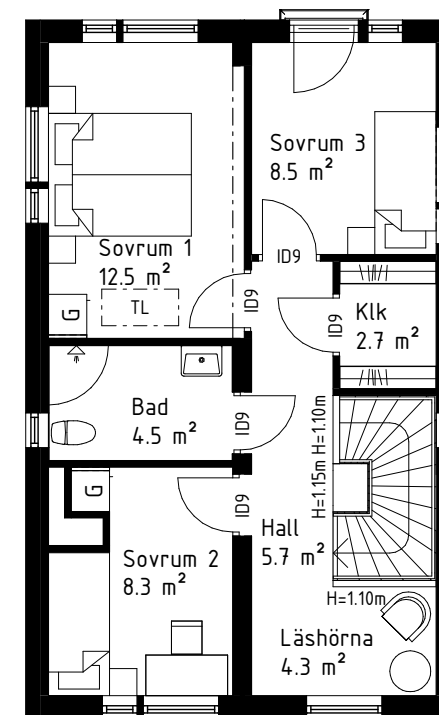 Sovrum 3
8.5 m²
Sovrum 1
12.5 m²
ID9
TL
G
ID9
ID9
Klk
2.7 m²
Bad
4.5 m²
ID9
H=1.15m H=1.10m
G
ID9
Hall
5.7 m²
Sovrum 2
8.3 m²
H=1.10m
Läshörna
4.3 m²